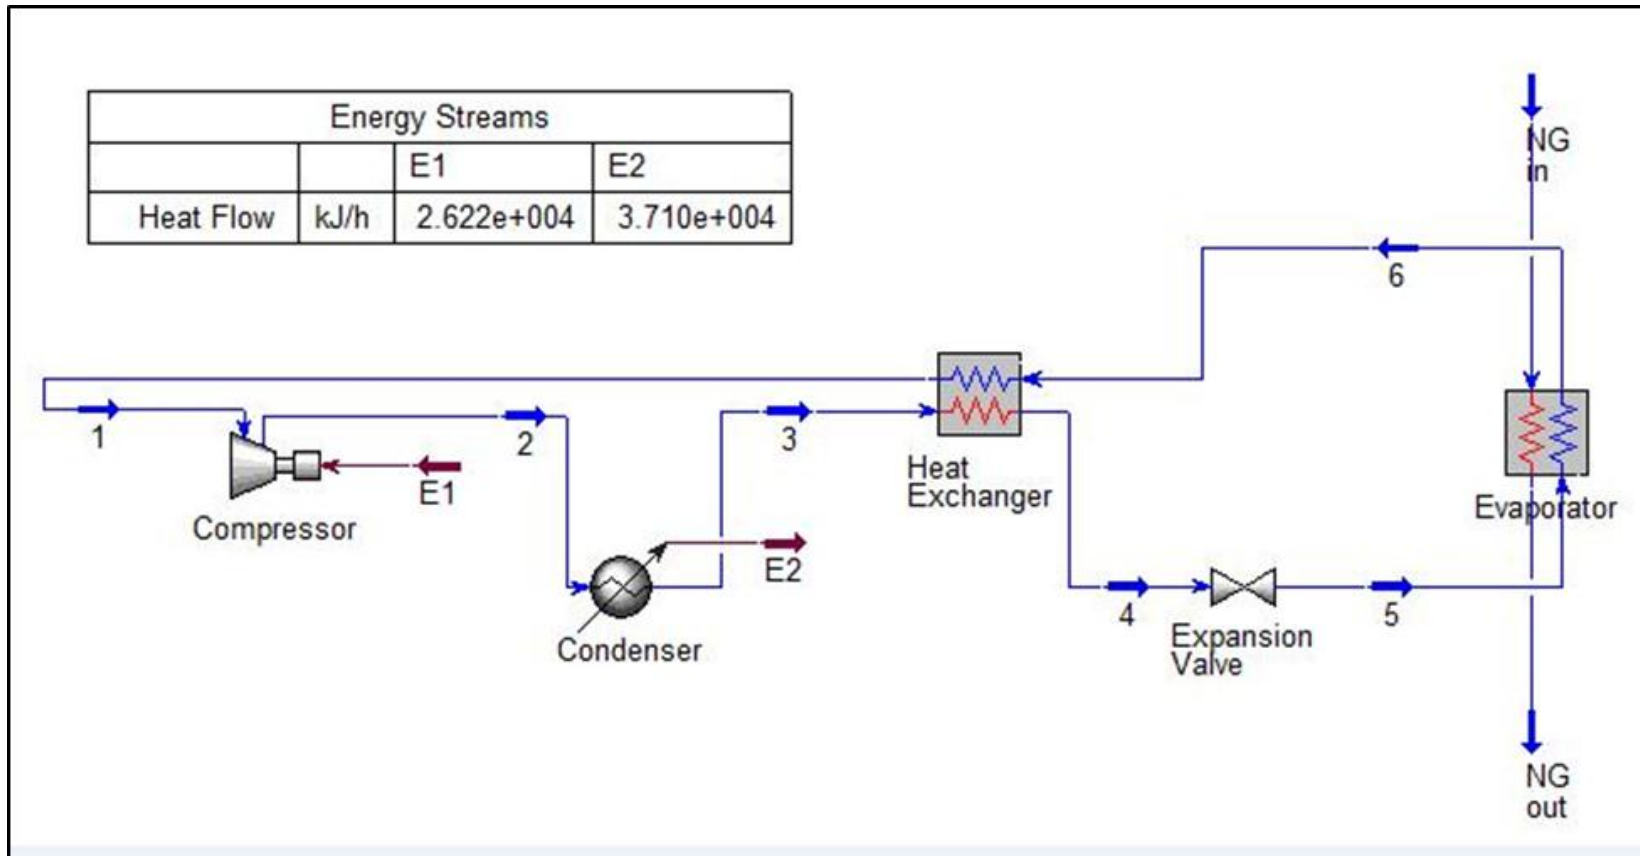 Energy Streams
E1 E2
Heat Flow kJ/h 2.622e+004 3.710e+004
NG
in
6
1
2
3
E1
Compressor
Heat
Exchanger
Evaporator
E2
Condenser
4
5
Expansion
Valve
NG
out